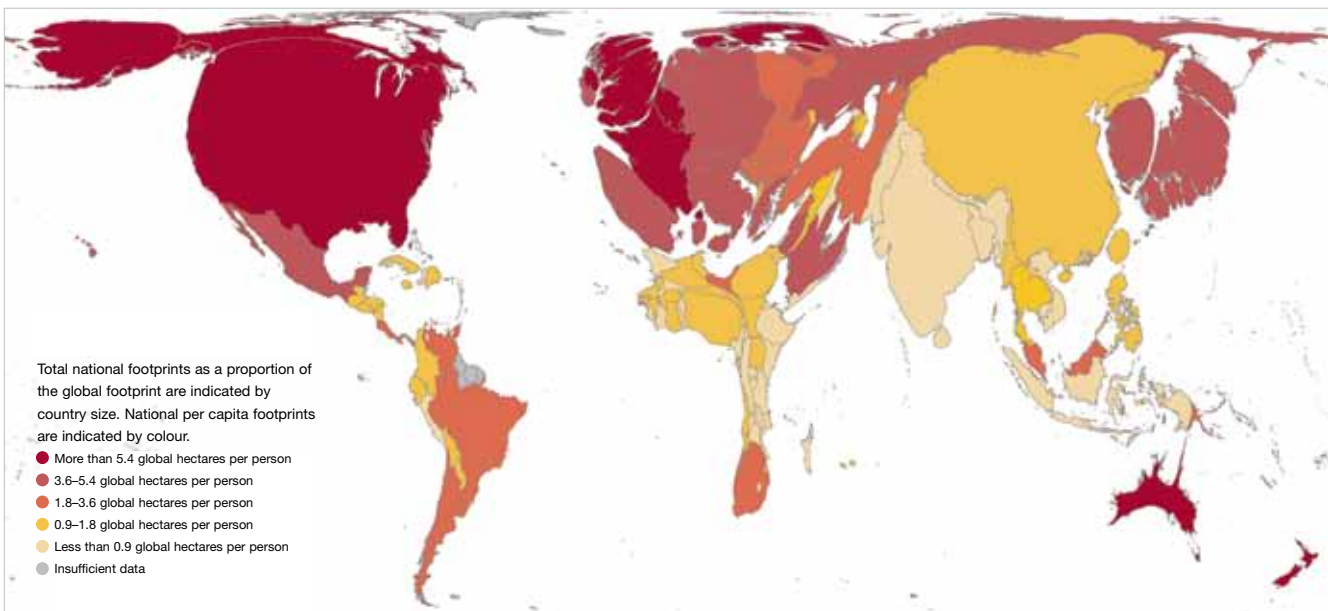 Total national footprints as a proportion of
the global footprint are indicated by
country size. National per capita footprints
are indicated by colour.
More than 5.4 global hectares per person
3.6–5.4 global hectares per person
1.8–3.6 global hectares per person
0.9–1.8 global hectares per person
Less than 0.9 global hectares per person
Insufficient data